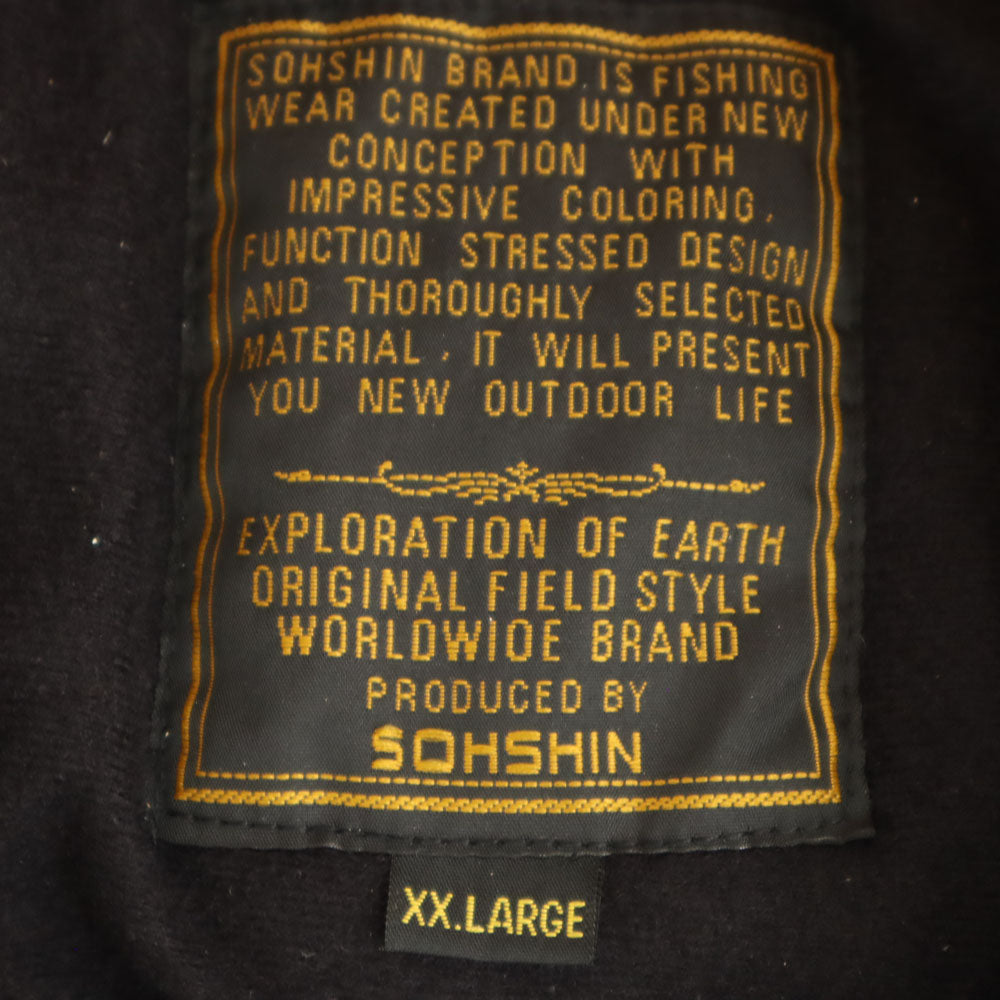 SOHSHIN BRAND IS FISHING
WEAR CREATED UNDER NEW
CONCEPTION WITH
IMPRESSIVE COLORING,
FUNCTION STRESSED DESIGN
AND THOROUGHLY SELECTED
MATERIAL. IT WILL PRESENT
YOU NEW OUTDOOR LIFE
EXPLORATION OF EARTH
ORIGINAL FIELD STYLE
WORLDWIDE BRAND
PRODUCED BY
SOHSHIN
XX.LARGE